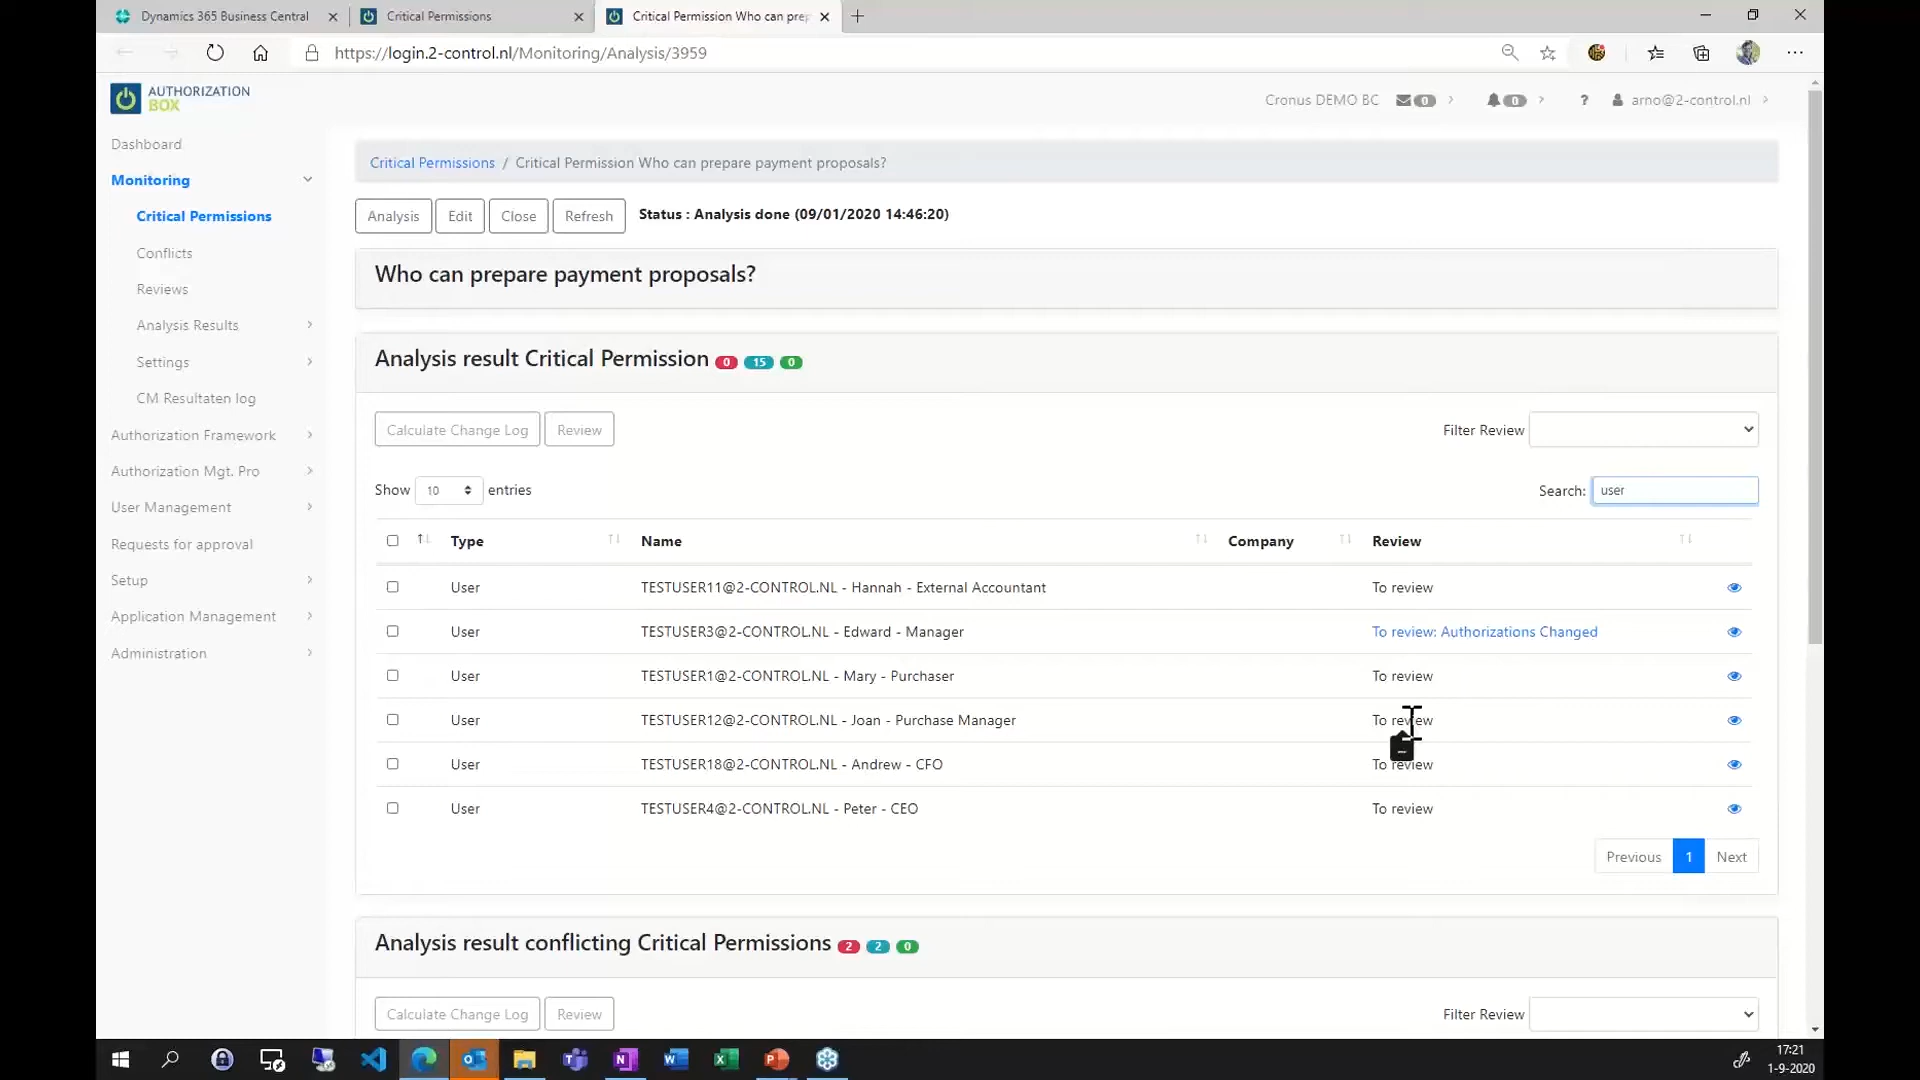 Dynamics 365 Business Central
Critical Permissions
Critical Permission Who can prep
https://login.2-control.nl/Monitoring/Analysis/3959
AUTHORIZATION
BOX
Cronus DEMO BC
0
0
?
arno@2-control.nl
Dashboard
Monitoring
Critical Permissions
Conflicts
Reviews
Analysis Results
Settings
CM Resultaten log
Authorization Framework
Authorization Mgt. Pro
User Management
Requests for approval
Setup
Application Management
Administration
Critical Permissions / Critical Permission Who can prepare payment proposals?
Analysis Edit Close Refresh Status : Analysis done (09/01/2020 14:46:20)
Who can prepare payment proposals?
Analysis result Critical Permission 0 15 0
Calculate Change Log Review Filter Review
Show 10 entries Search: user
Type Name Company Review
User TESTUSER11@2-CONTROL.NL - Hannah - External Accountant To review
User TESTUSER3@2-CONTROL.NL - Edward - Manager To review: Authorizations Changed
User TESTUSER1@2-CONTROL.NL - Mary - Purchaser To review
User TESTUSER12@2-CONTROL.NL - Joan - Purchase Manager To review
User TESTUSER18@2-CONTROL.NL - Andrew - CFO To review
User TESTUSER4@2-CONTROL.NL - Peter - CEO To review
Previous 1 Next
Analysis result conflicting Critical Permissions 2 2 0
Calculate Change Log Review Filter Review
17:21
1-9-2020